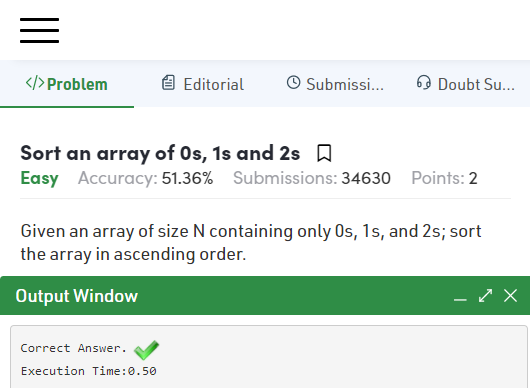 </>Problem
Editorial
Submissi...
Doubt Su...
Sort an array of 0s, 1s and 2s
Easy Accuracy: 51.36% Submissions: 34630 Points: 2
Given an array of size N containing only 0s, 1s, and 2s; sort
the array in ascending order.
Output Window
Correct Answer.
Execution Time:0.50